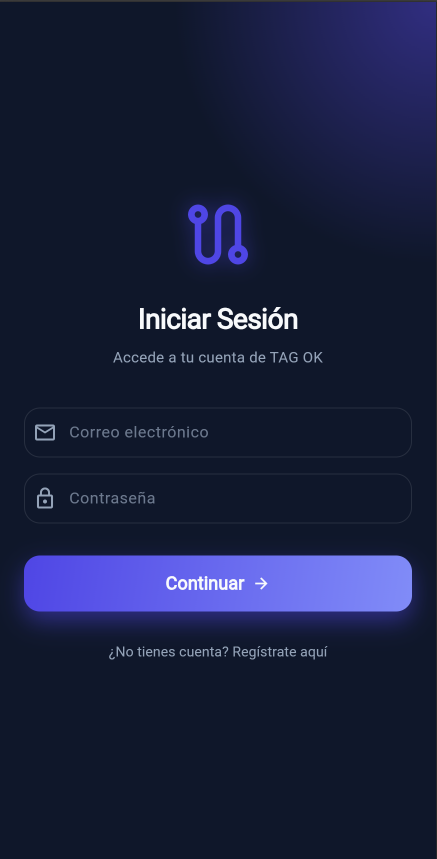 Iniciar Sesión
Accede a tu cuenta de TAG OK
Correo electrónico
Contraseña
Continuar →
¿No tienes cuenta? Regístrate aquí